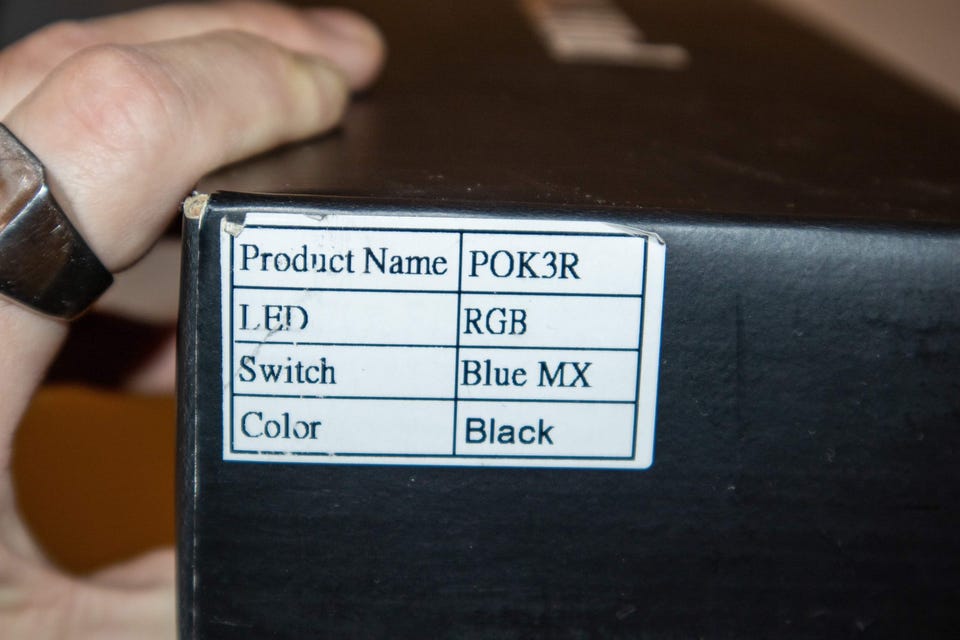 Product Name POK3R
LED RGB
Switch Blue MX
Color Black